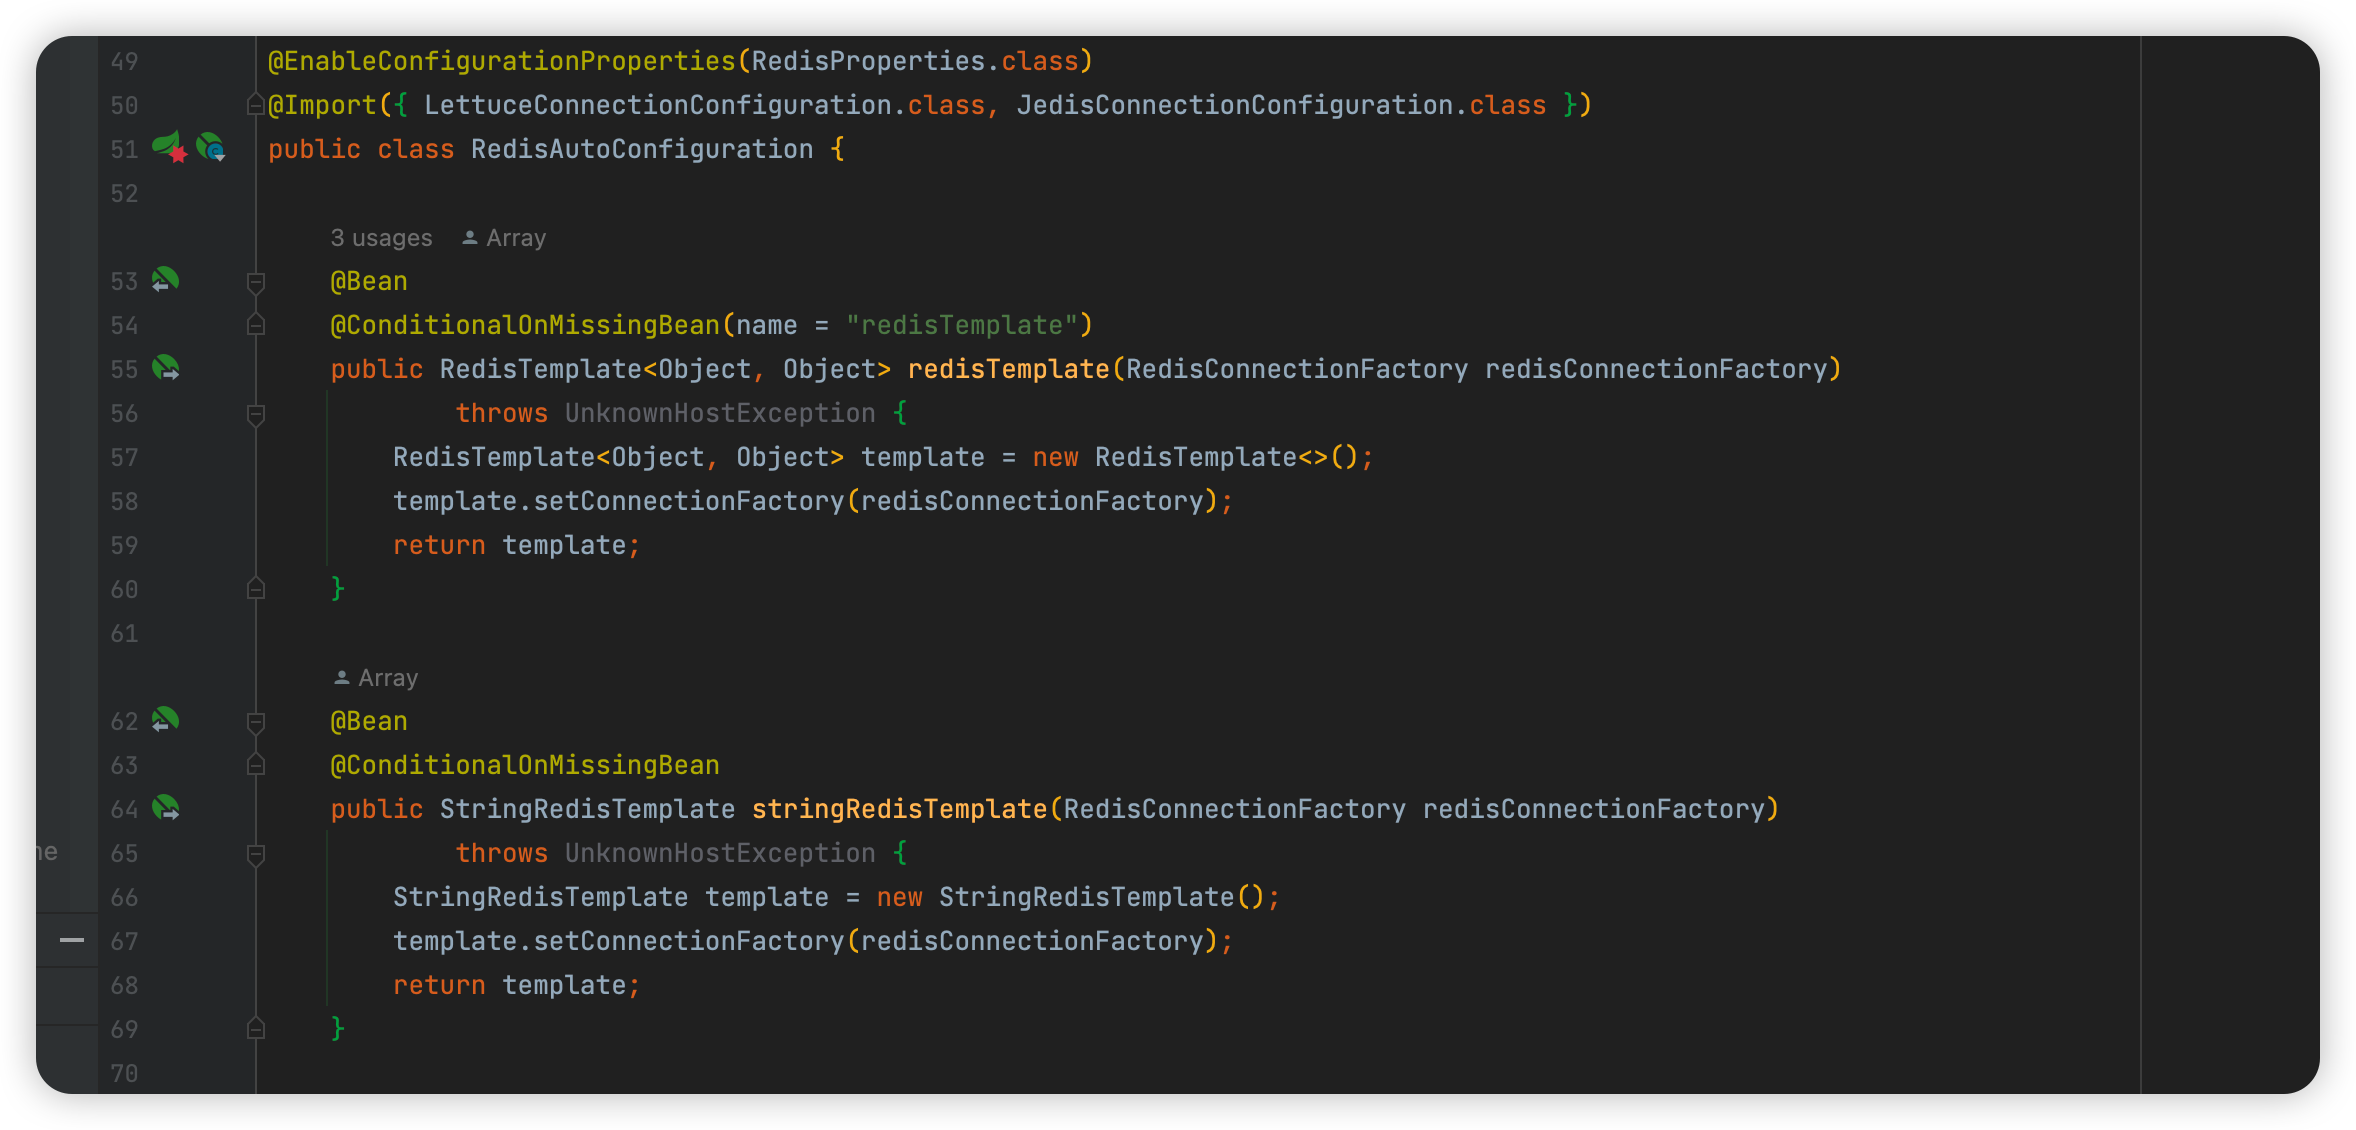 49 @EnableConfigurationProperties(RedisProperties.class)
50 @Import({ LettuceConnectionConfiguration.class, JedisConnectionConfiguration.class })
51 public class RedisAutoConfiguration {
52
3 usages Array
53 @Bean
54 @ConditionalOnMissingBean(name = "redisTemplate")
55 public RedisTemplate<Object, Object> redisTemplate(RedisConnectionFactory redisConnectionFactory)
56 throws UnknownHostException {
57 RedisTemplate<Object, Object> template = new RedisTemplate<>();
58 template.setConnectionFactory(redisConnectionFactory);
59 return template;
60 }
61
Array
62 @Bean
63 @ConditionalOnMissingBean
64 public StringRedisTemplate stringRedisTemplate(RedisConnectionFactory redisConnectionFactory)
65 throws UnknownHostException {
66 StringRedisTemplate template = new StringRedisTemplate();
67 template.setConnectionFactory(redisConnectionFactory);
68 return template;
69 }
70